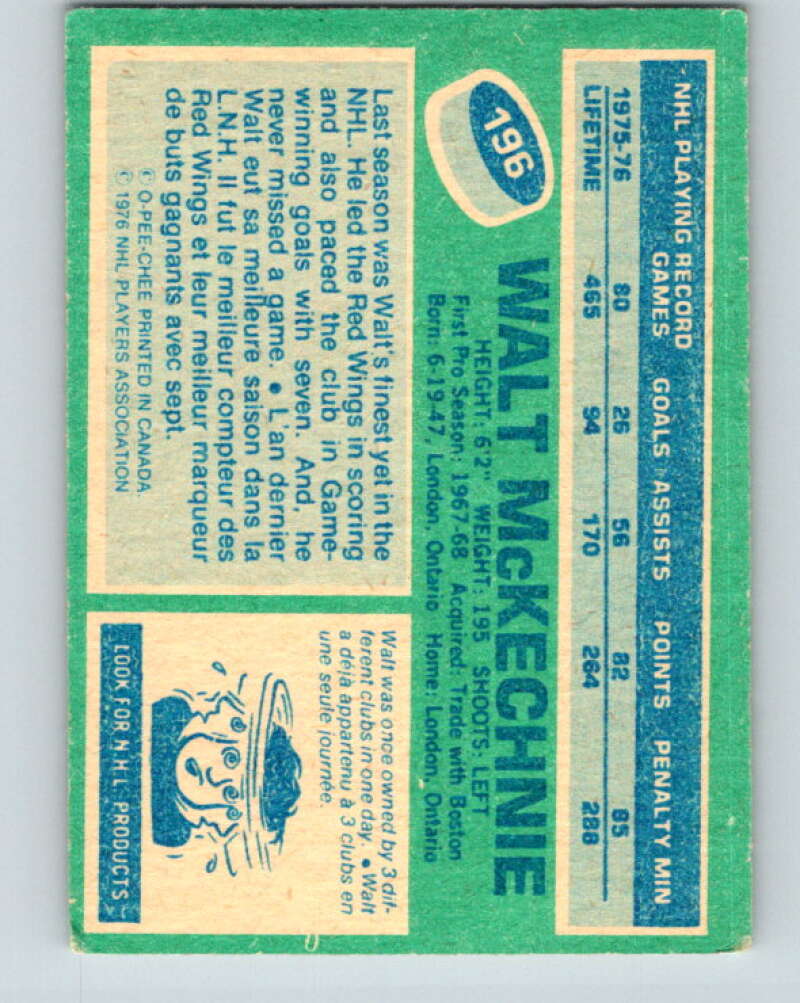 NHL PLAYING RECORD
GAMES GOALS ASSISTS POINTS PENALTY MIN
1975-76 80 26 56 82 85
LIFETIME 465 94 170 264 288
196
WALT McKECHNIE
HEIGHT: 6'2" WEIGHT: 195 SHOOTS: LEFT
First Pro Season: 1967-68 Acquired: Trade with Boston
Born: 6-19-47, London, Ontario Home: London, Ontario
Last season was Walt's finest yet in the
NHL. He led the Red Wings in scoring
and also paced the club in Game-
winning goals with seven. And, he
never missed a game. • L'an dernier
Walt eut sa meilleure saison dans la
L.N.H. Il fut le meilleur compteur des
Red Wings et leur meilleur marqueur
de buts gagnants avec sept.
© O-PEE-CHEE PRINTED IN CANADA.
© 1976 NHL PLAYERS ASSOCIATION
Walt was once owned by 3 dif-
ferent clubs in one day. • Walt
a déjà appartenu à 3 clubs en
une seule journée.
LOOK FOR N.H.L. PRODUCTS